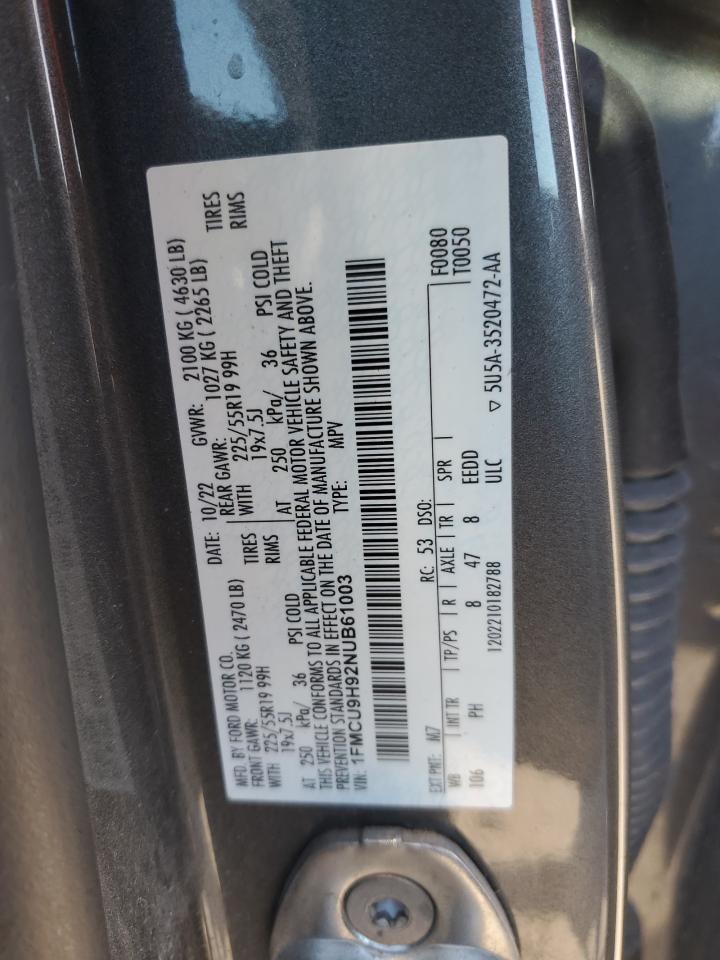 MFD. BY FORD MOTOR CO. DATE: 10/22 GVWR: 2100 KG ( 4630 LB)
FRONT GAWR: 1120 KG ( 2470 LB) REAR GAWR: 1027 KG ( 2265 LB)
WITH 225/55R19 99H TIRES WITH 225/55R19 99H TIRES
19x7.5J RIMS 19x7.5J RIMS
AT 250 kPa/ 36 PSI COLD AT 250 kPa/ 36 PSI COLD
THIS VEHICLE CONFORMS TO ALL APPLICABLE FEDERAL MOTOR VEHICLE SAFETY AND THEFT
PREVENTION STANDARDS IN EFFECT ON THE DATE OF MANUFACTURE SHOWN ABOVE.
VIN: 1FMCU9H92NUB61003 TYPE: MPV
EXT PNT: M7 RC: 53 DSO: F0080
WB INT TR TP/PS R AXLE TR SPR T0050
106 PH 8 47 8 EEDD
1202210182788 ULC ▽ 5U5A-3520472-AA